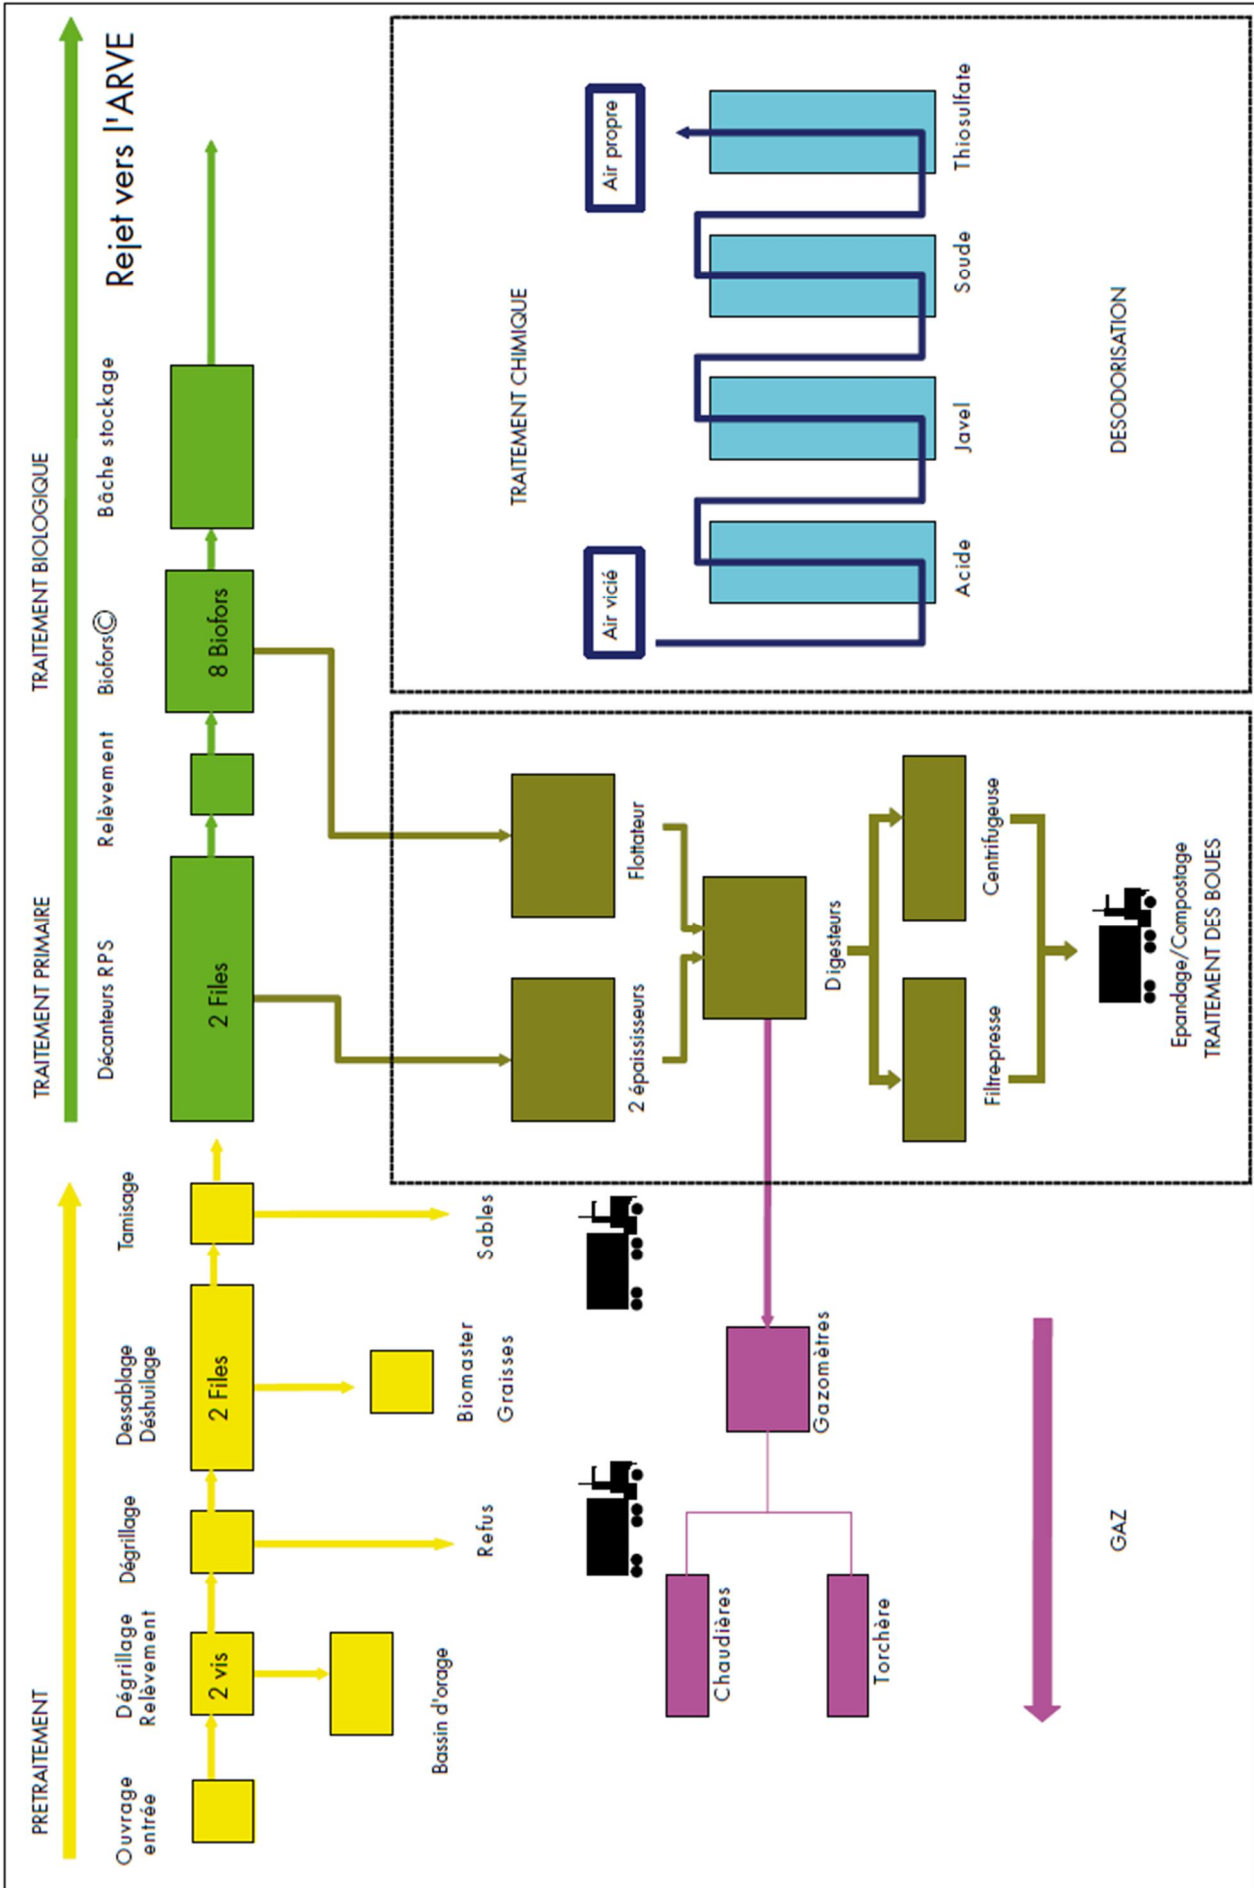 PRETRAITEMENT
TRAITEMENT PRIMAIRE
TRAITEMENT BIOLOGIQUE
Ouvrage
entrée
Dégrillage
Relèvement
Dégrillage
Dessablage
Déshuilage
Tamisage
Décanteurs RPS
Relèvement
Biofors©
Bâche stockage
Rejet vers l'ARVE
2 vis
2 Files
2 Files
8 Biofors
Bassin d'orage
Refus
Biomaster
Graisses
Sables
2 épaississeurs
Flottateur
Digesteurs
Filtre-presse
Centrifugeuse
Epandage/Compostage
TRAITEMENT DES BOUES
Chaudières
Torchère
Gazomètres
GAZ
TRAITEMENT CHIMIQUE
Air vicié
Air propre
Acide
Javel
Soude
Thiosulfate
DESODORISATION